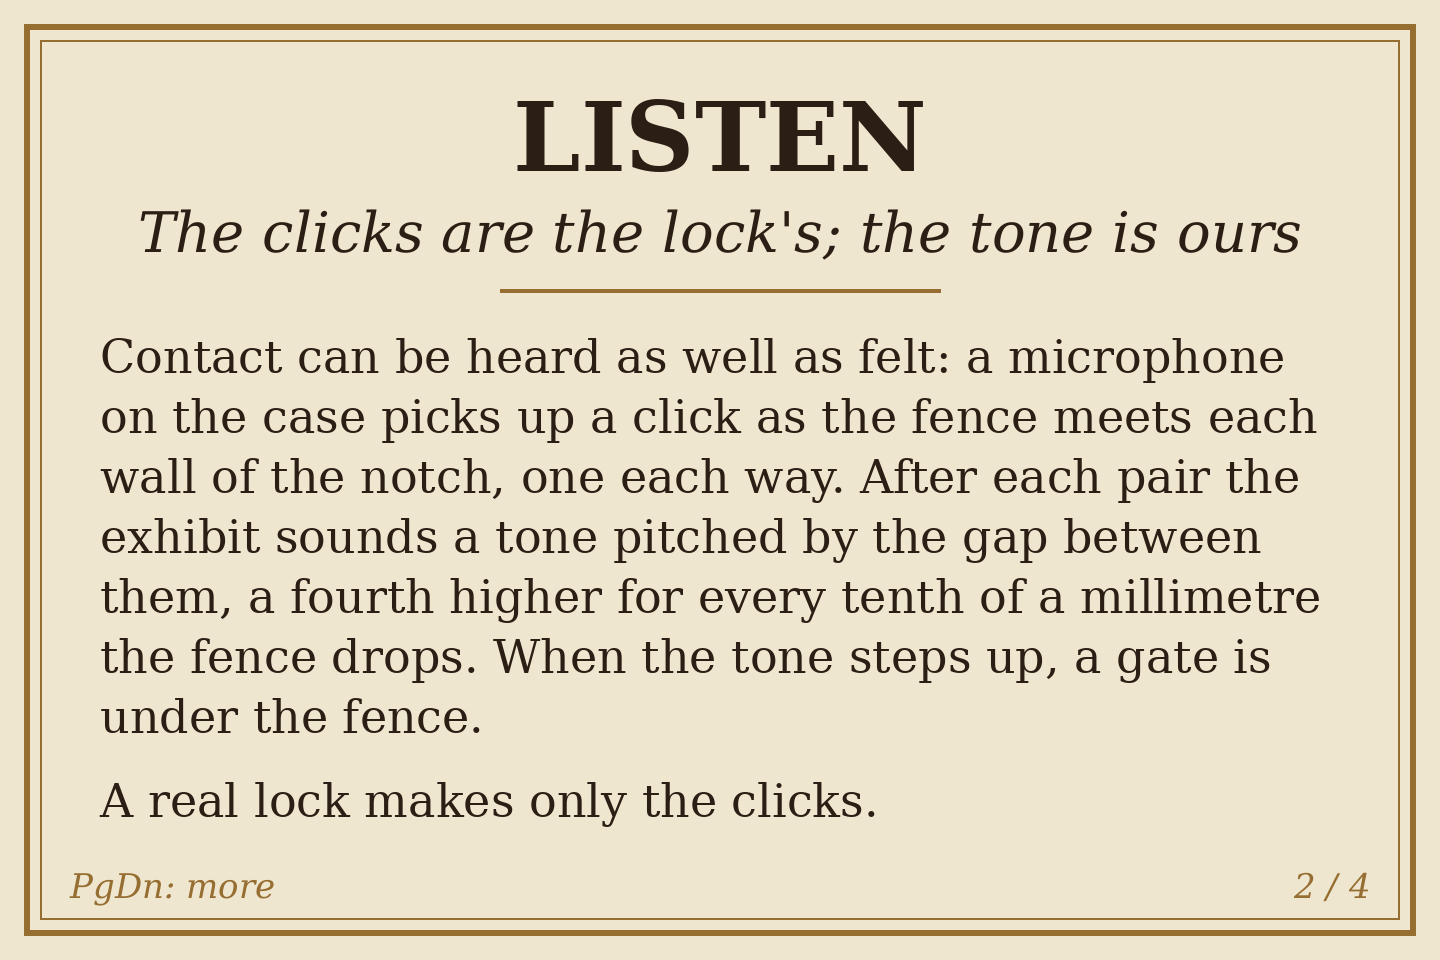 LISTEN
The clicks are the lock's; the tone is ours
Contact can be heard as well as felt: a microphone
on the case picks up a click as the fence meets each
wall of the notch, one each way. After each pair the
exhibit sounds a tone pitched by the gap between
them, a fourth higher for every tenth of a millimetre
the fence drops. When the tone steps up, a gate is
under the fence.
A real lock makes only the clicks.
PgDn: more
2 / 4